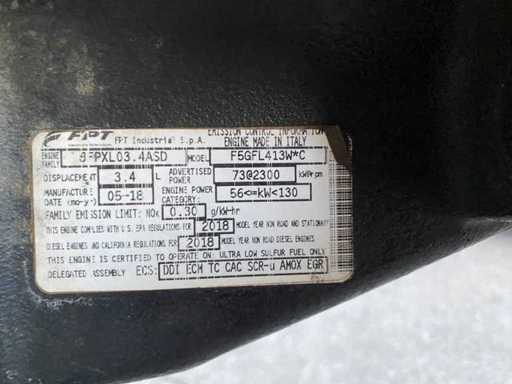 FPT FPT Industrial S.p.A. EMISSION CONTROL INFORMATION
ENGINE MADE IN ITALY
ENGINE FAMILY PXL03.4ASD MODEL F5GFL413W*C
DISPLACEMENT 3.4 L ADVERTISED POWER 73@2300 kW@rpm
MANUFACTUR. DATE (mo-yr) 05-18 ENGINE POWER 56<=kW<130
FAMILY EMISSION LIMIT: NOx 0.30 g/kW-hr
THIS ENGINE COMPLIES WITH U.S. EPA REGULATIONS FOR 2018 MODEL YEAR NON ROAD AND STATIONARY
DIESEL ENGINES AND CALIFORNIA REGULATIONS FOR 2018 MODEL YEAR NON ROAD DIESEL ENGINES
THIS ENGINE IS CERTIFIED TO OPERATE ON: ULTRA LOW SULFUR FUEL ONLY
DELEGATED ASSEMBLY ECS: DDI ECM TC CAC SCR-u AMOX EGR